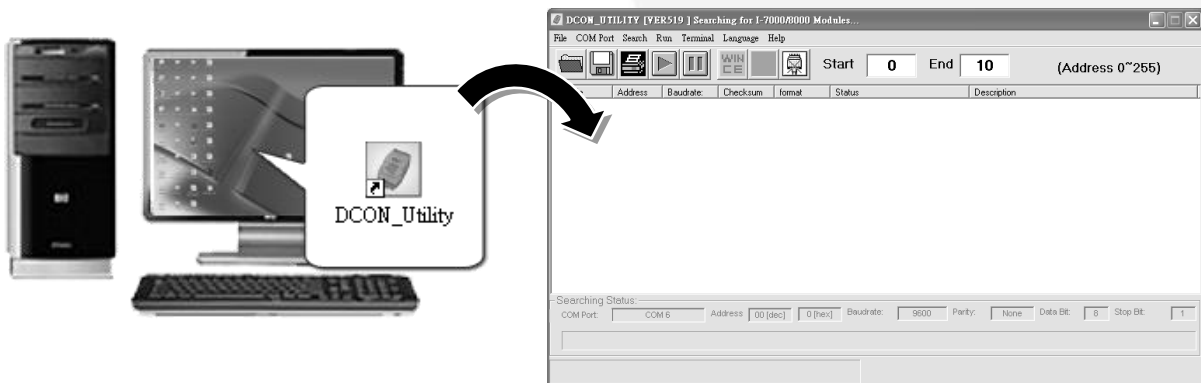 DCON_Utility
DCON_UTILITY [VER519 ] Searching for I-7000/8000 Modules...
File COM Port Search Run Terminal Language Help
WIN CE Start 0 End 10 (Address 0~255)
Address Baudrate: Checksum format Status Description
Searching Status:
COM Port: COM 6 Address 00 [dec] 0 [hex] Baudrate: 9600 Parity: None Data Bit: 8 Stop Bit: 1